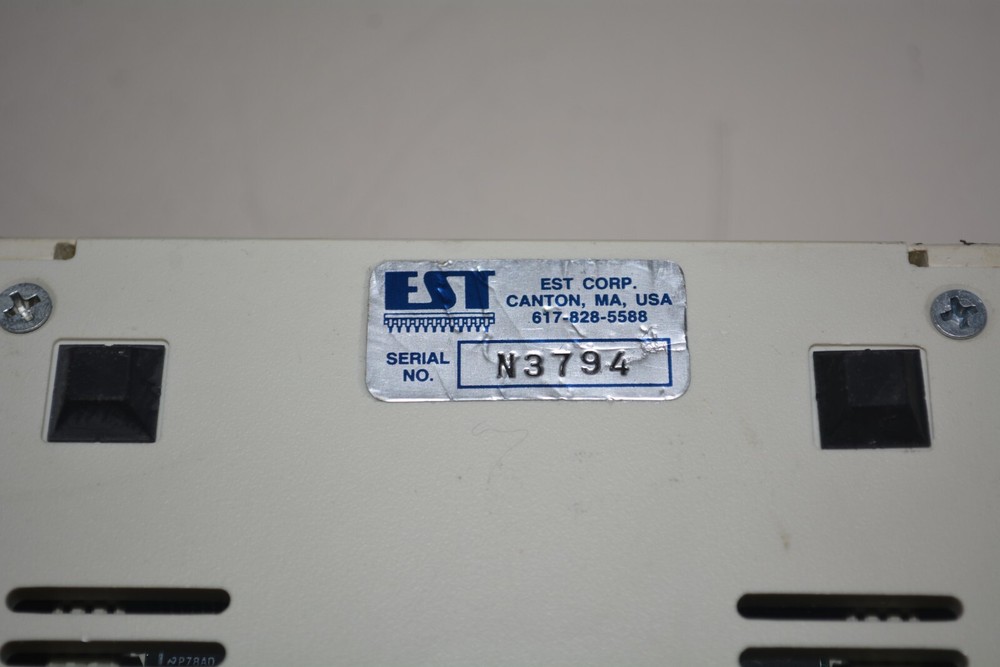 EST
EST CORP.
CANTON, MA, USA
617-828-5588
SERIAL
NO.
N3794